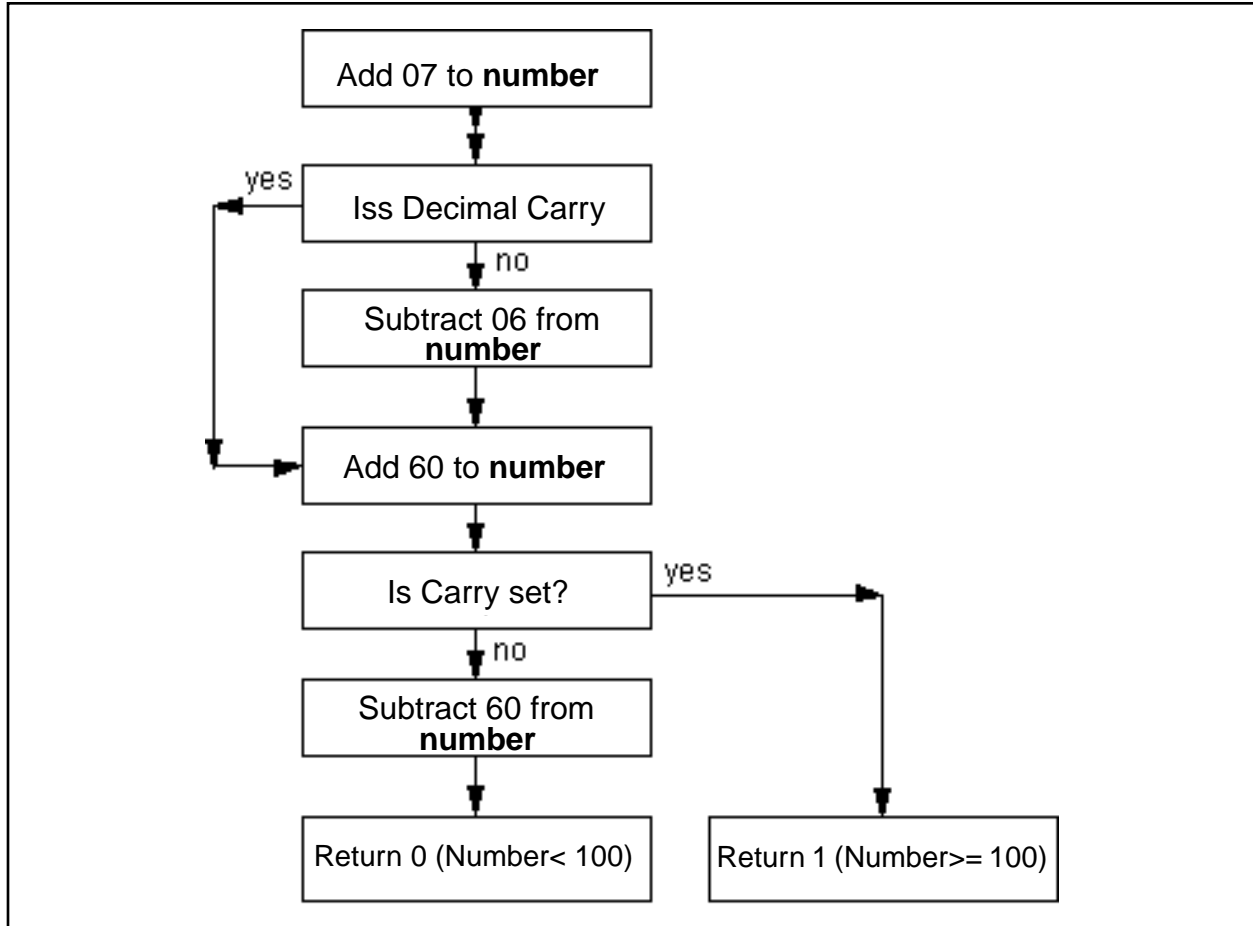 Add 07 to number
yes
Iss Decimal Carry
no
Subtract 06 from
number
Add 60 to number
Is Carry set?
yes
no
Subtract 60 from
number
Return 0 (Number< 100)
Return 1 (Number>= 100)